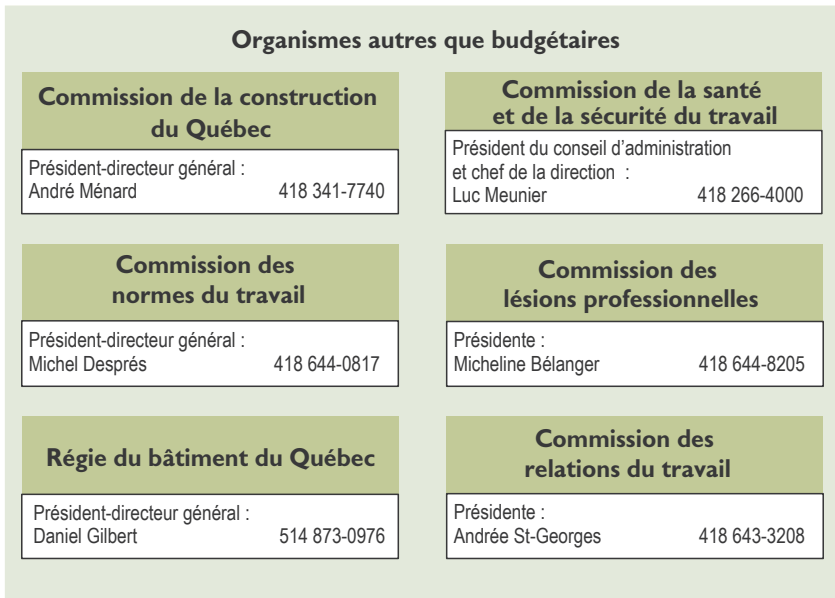 Organismes autres que budgétaires
Commission de la construction
du Québec
Président-directeur général :
André Ménard 418 341-7740
Commission de la santé
et de la sécurité du travail
Président du conseil d’administration
et chef de la direction :
Luc Meunier 418 266-4000
Commission des
normes du travail
Président-directeur général :
Michel Després 418 644-0817
Commission des
lésions professionnelles
Présidente :
Micheline Bélanger 418 644-8205
Régie du bâtiment du Québec
Président-directeur général :
Daniel Gilbert 514 873-0976
Commission des
relations du travail
Présidente :
Andrée St-Georges 418 643-3208